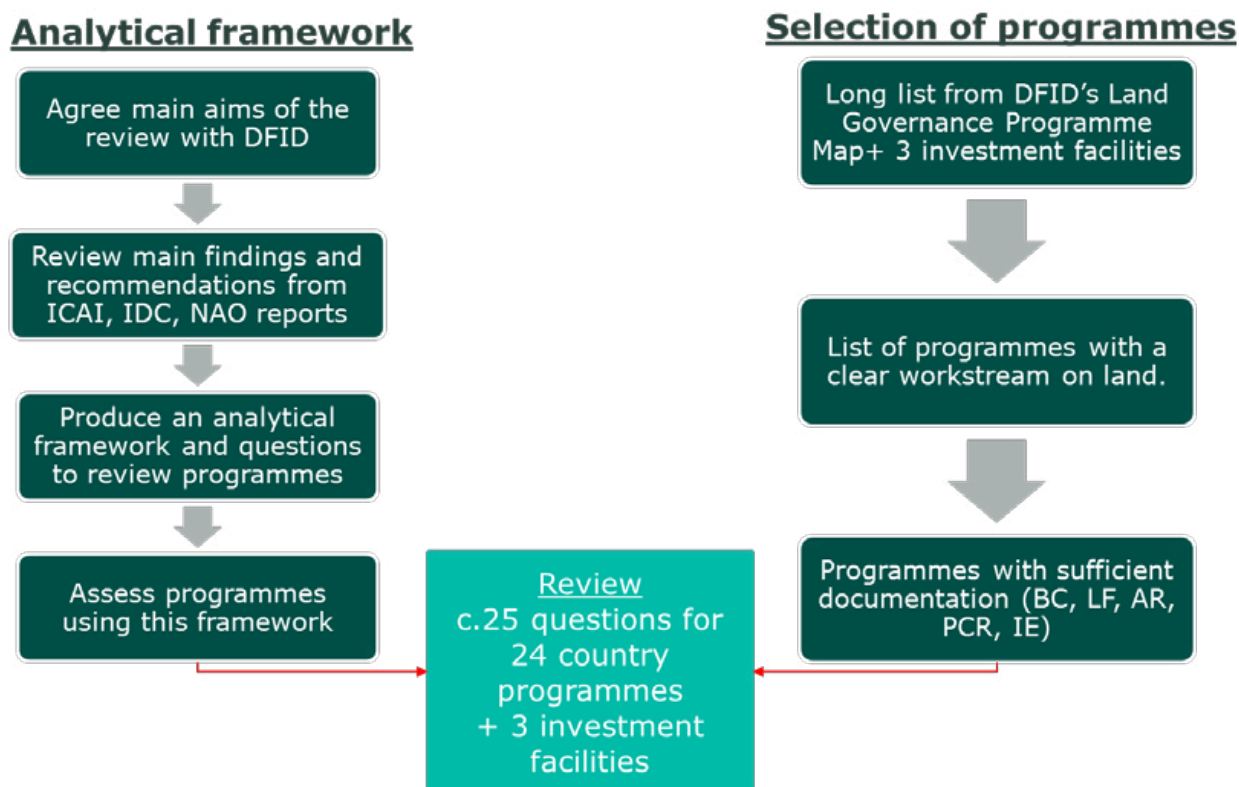 Analytical framework
Agree main aims of the
review with DFID
Review main findings and
recommendations from
ICAI, IDC, NAO reports
Produce an analytical
framework and questions
to review programmes
Assess programmes
using this framework
Selection of programmes
Long list from DFID's Land
Governance Programme
Map+ 3 investment facilities
List of programmes with a
clear workstream on land.
Programmes with sufficient
documentation (BC, LF, AR,
PCR, IE)
Review
c.25 questions for
24 country
programmes
+ 3 investment
facilities